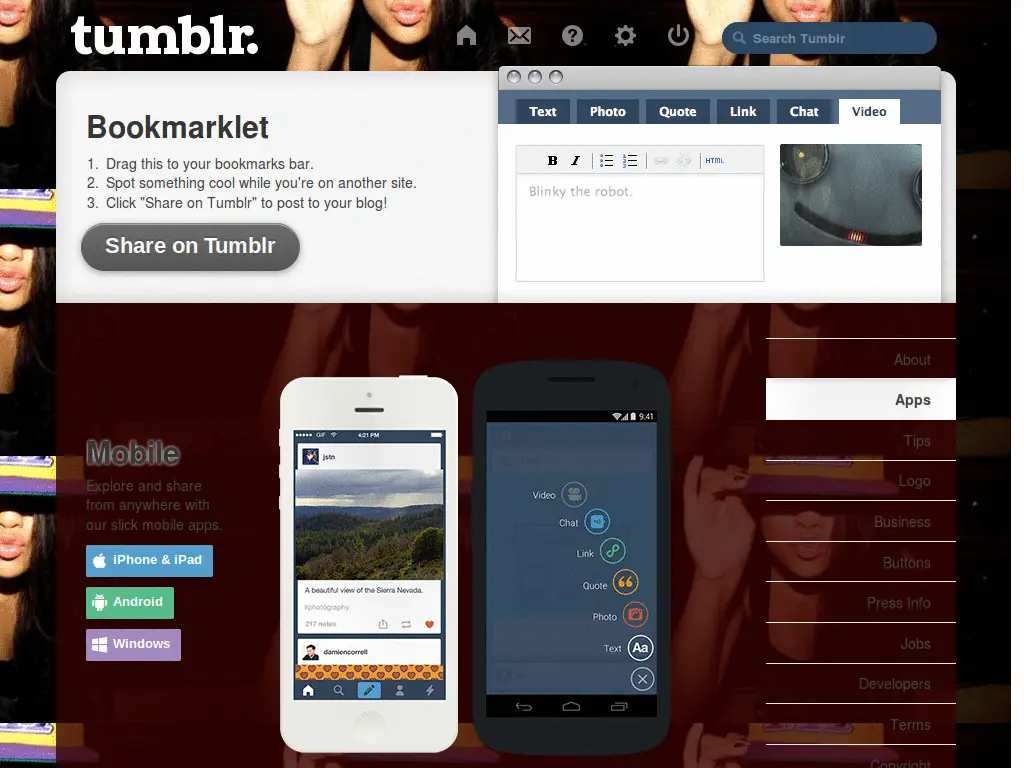 tumblr.
Search Tumblr
Bookmarklet
1. Drag this to your bookmarks bar.
2. Spot something cool while you're on another site.
3. Click "Share on Tumblr" to post to your blog!
Share on Tumblr
Text Photo Quote Link Chat Video
B I HTML
Blinky the robot.
Mobile
Explore and share
from anywhere with
our slick mobile apps.
iPhone & iPad
Android
Windows
GIF 4:21 PM
jstn
A beautiful view of the Sierra Nevada.
#photography
217 notes
damiencorrell
9:41
Video
Chat
Link
Quote
Photo
Text Aa
About
Apps
Tips
Logo
Business
Buttons
Press Info
Jobs
Developers
Terms
Copyright